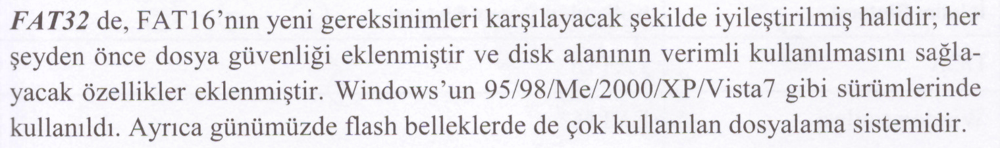 FAT32 de, FAT16’nın yeni gereksinimleri karşılayacak şekilde iyileştirilmiş halidir; her
şeyden önce dosya güvenliği eklenmiştir ve disk alanının verimli kullanılmasını sağla-
yacak özellikler eklenmiştir. Windows’un 95/98/Me/2000/XP/Vista7 gibi sürümlerinde
kullanıldı. Ayrıca günümüzde flash belleklerde de çok kullanılan dosyalama sistemidir.